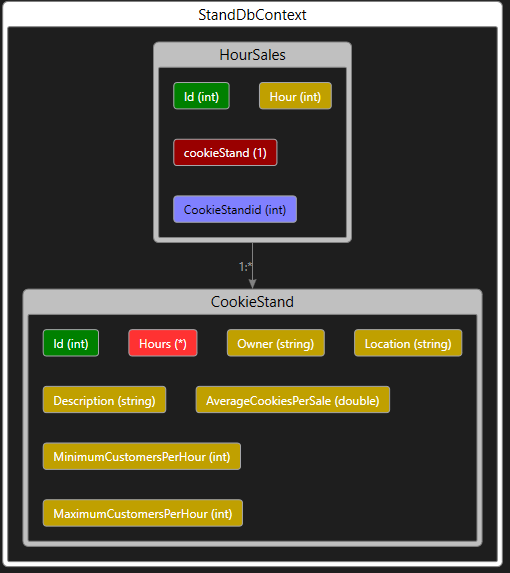 StandDbContext
HourSales
Id (int) Hour (int)
cookieStand (1)
CookieStandid (int)
1:*
CookieStand
Id (int) Hours (*) Owner (string) Location (string)
Description (string) AverageCookiesPerSale (double)
MinimumCustomersPerHour (int)
MaximumCustomersPerHour (int)